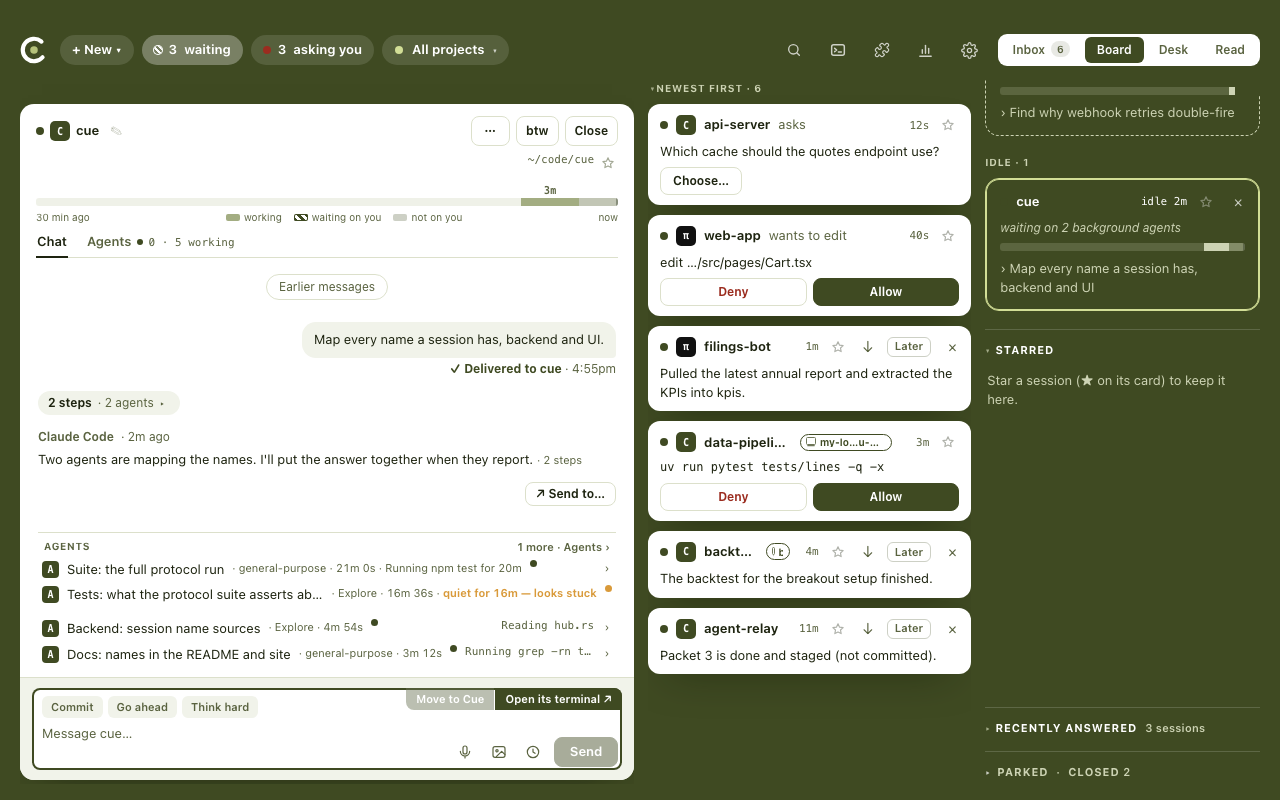 + New ▾
3 waiting
3 asking you
All projects ▾
Inbox 6
Board
Desk
Read
C cue
···
btw
Close
~/code/cue
3m
30 min ago
working
waiting on you
not on you
now
Chat
Agents ● 0 · 5 working
Earlier messages
Map every name a session has, backend and UI.
✓ Delivered to cue · 4:55pm
2 steps · 2 agents ▸
Claude Code · 2m ago
Two agents are mapping the names. I'll put the answer together when they report. · 2 steps
↗ Send to...
AGENTS
1 more · Agents ›
A Suite: the full protocol run · general-purpose · 21m 0s · Running npm test for 20m ›
A Tests: what the protocol suite asserts ab... · Explore · 16m 36s · quiet for 16m — looks stuck
A Backend: session name sources · Explore · 4m 54s Reading hub.rs ›
A Docs: names in the README and site · general-purpose · 3m 12s Running grep −rn t… ›
Commit
Go ahead
Think hard
Move to Cue
Open its terminal ↗
Message cue...
Send
NEWEST FIRST · 6
C api-server asks 12s
Which cache should the quotes endpoint use?
Choose...
π web-app wants to edit 40s
edit .../src/pages/Cart.tsx
Deny
Allow
π filings-bot 1m ↓ Later ×
Pulled the latest annual report and extracted the
KPIs into kpis.
C data-pipeli... my-lo...u-... 3m
uv run pytest tests/lines −q −x
Deny
Allow
C backt... 4m ↓ Later ×
The backtest for the breakout setup finished.
C agent-relay 11m ↓ Later ×
Packet 3 is done and staged (not committed).
› Find why webhook retries double-fire
IDLE · 1
cue idle 2m ×
waiting on 2 background agents
› Map every name a session has,
backend and UI
STARRED
Star a session (★ on its card) to keep it
here.
RECENTLY ANSWERED 3 sessions
PARKED · CLOSED 2